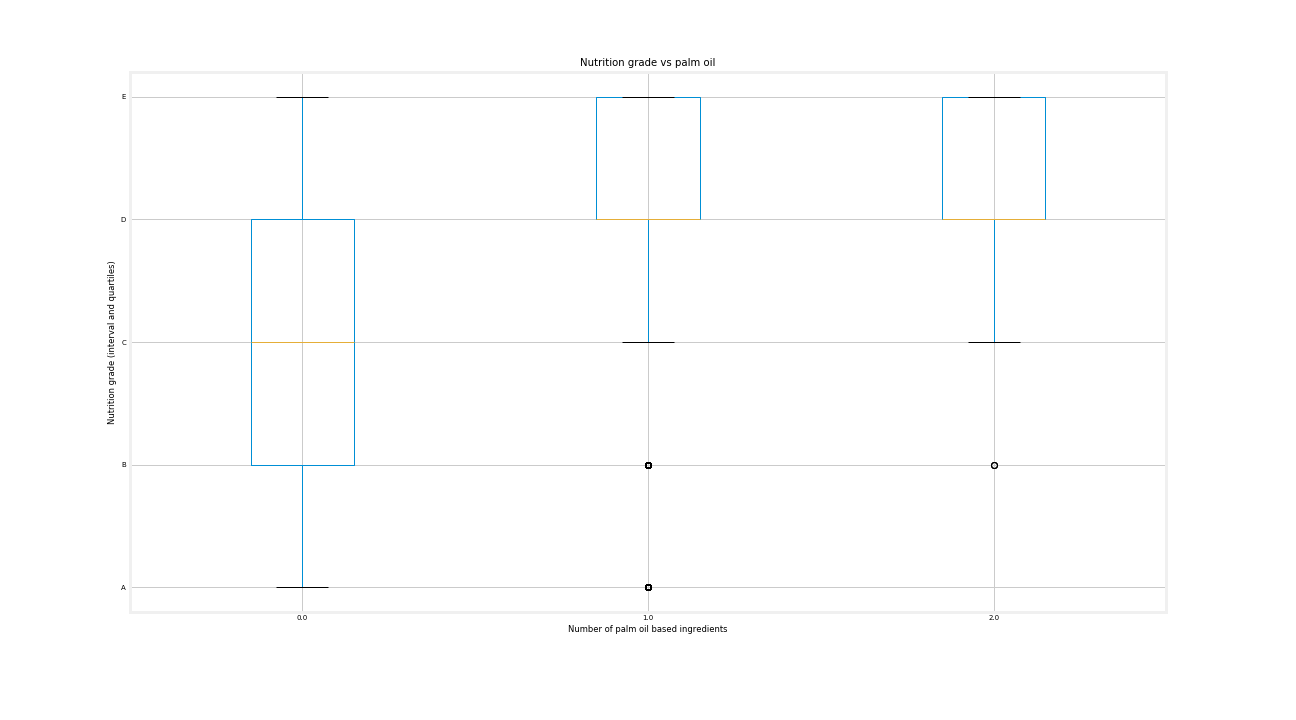 Nutrition grade vs palm oil
E
D
C
B
A
Nutrition grade (interval and quartiles)
0.0 1.0 2.0
Number of palm oil based ingredients